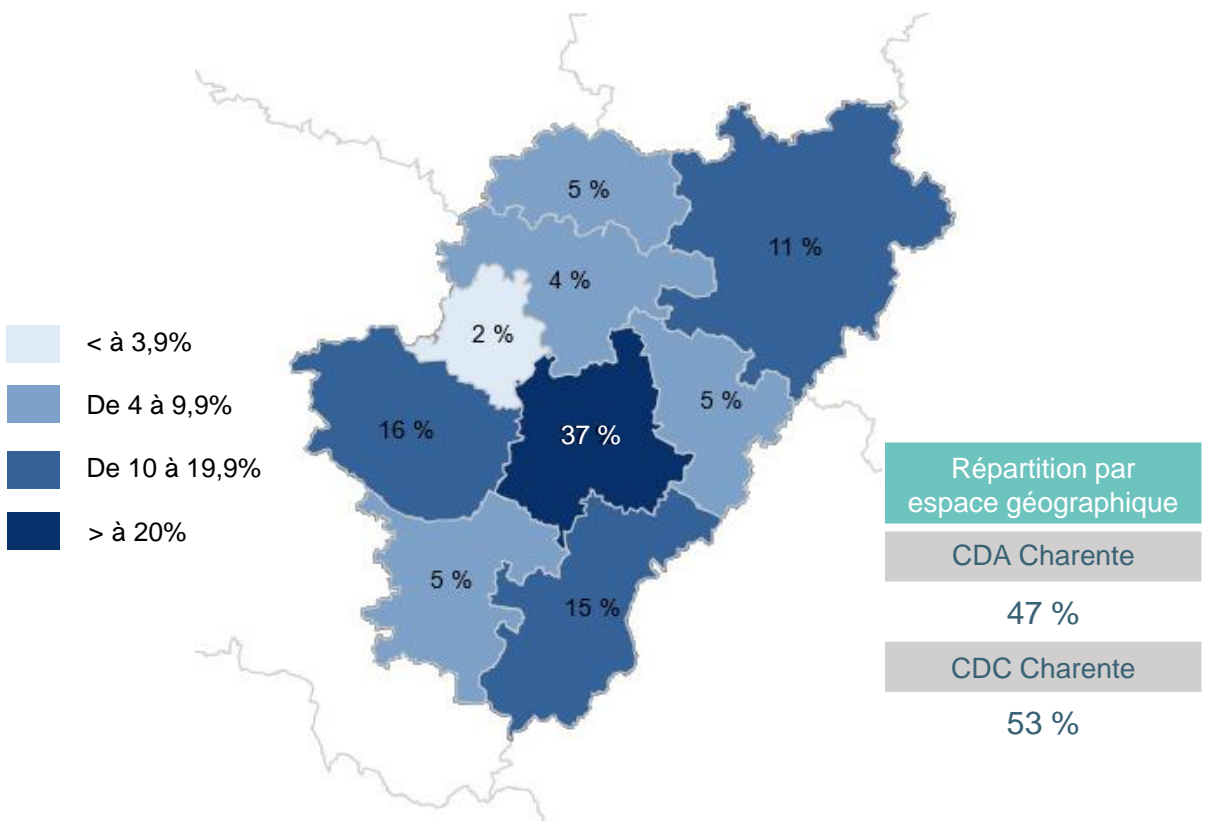 5 %
11 %
4 %
2 %
5 %
16 %
37 %
5 %
15 %
< à 3,9%
De 4 à 9,9%
De 10 à 19,9%
> à 20%
Répartition par
espace géographique
CDA Charente
47 %
CDC Charente
53 %